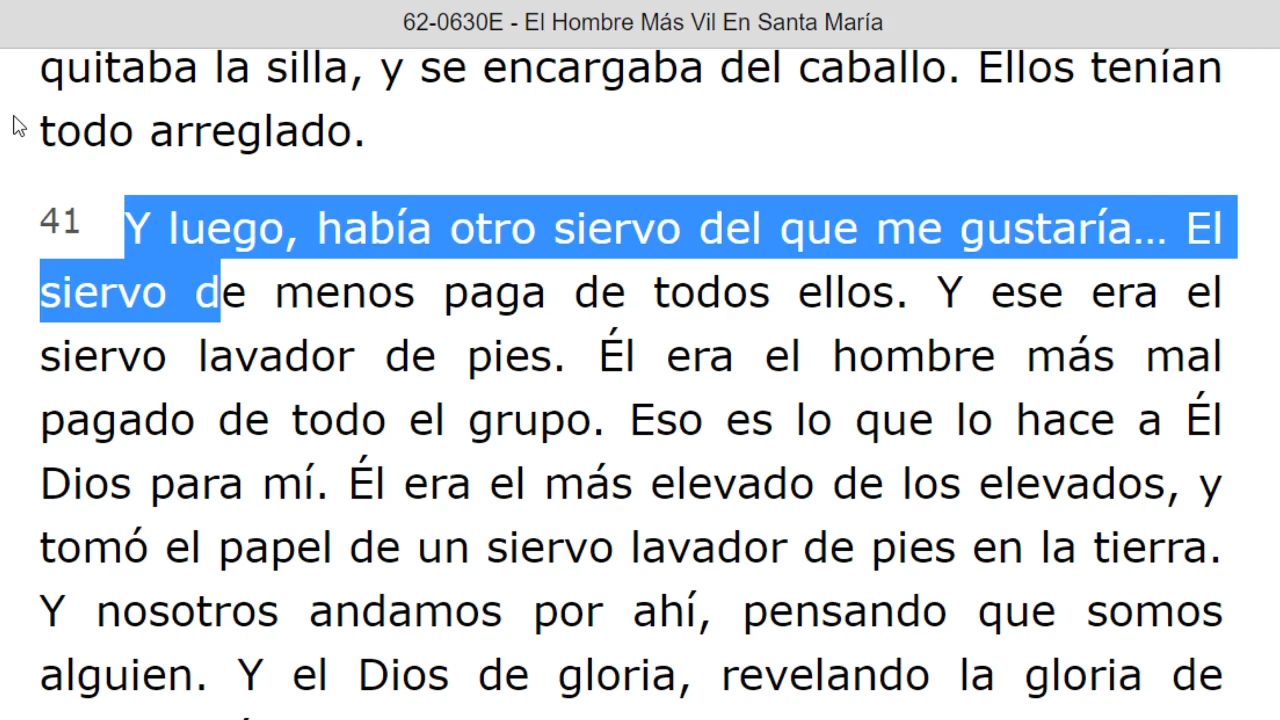 62-0630E - El Hombre Más Vil En Santa María
quitaba la silla, y se encargaba del caballo. Ellos tenían
todo arreglado.
41 Y luego, había otro siervo del que me gustaría... El
siervo de menos paga de todos ellos. Y ese era el
siervo lavador de pies. Él era el hombre más mal
pagado de todo el grupo. Eso es lo que lo hace a Él
Dios para mí. Él era el más elevado de los elevados, y
tomó el papel de un siervo lavador de pies en la tierra.
Y nosotros andamos por ahí, pensando que somos
alguien. Y el Dios de gloria, revelando la gloria de